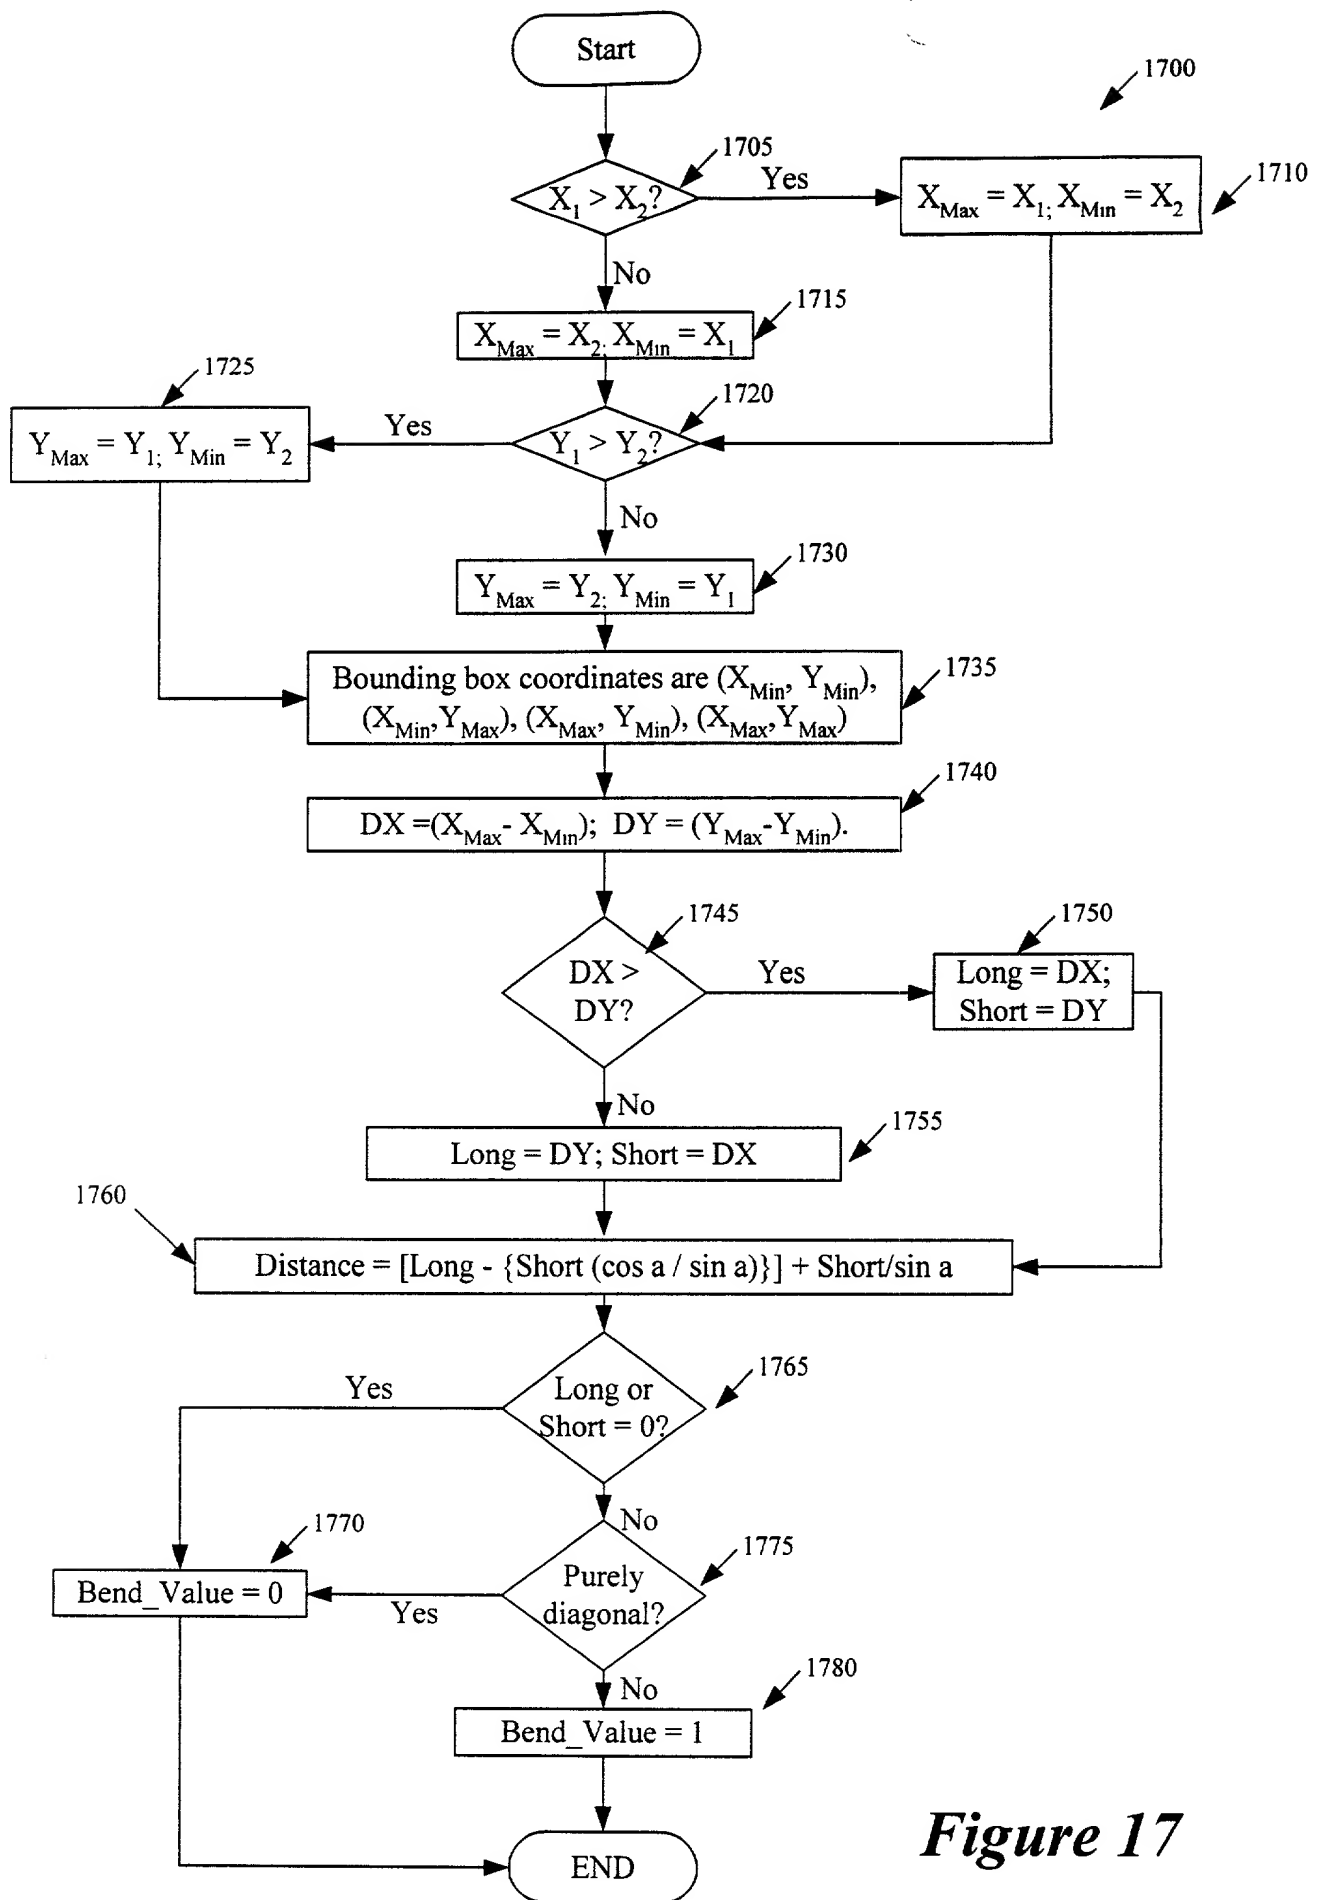 Start
1700
1705
X1 > X2?
Yes
XMax = X1; XMin = X2
1710
No
1715
XMax = X2; XMin = X1
1725
1720
YMax = Y1; YMin = Y2
Yes
Y1 > Y2?
No
1730
YMax = Y2; YMin = Y1
Bounding box coordinates are (XMin, YMin),
(XMin,YMax), (XMax, YMin), (XMax,YMax)
1735
1740
DX =(XMax- XMin); DY = (YMax-YMin).
1745
1750
DX >
DY?
Yes
Long = DX;
Short = DY
No
1755
Long = DY; Short = DX
1760
Distance = [Long - {Short (cos a / sin a)}] + Short/sin a
1765
Yes
Long or
Short = 0?
No
1770
1775
Bend_Value = 0
Yes
Purely
diagonal?
No
1780
Bend_Value = 1
END
Figure 17